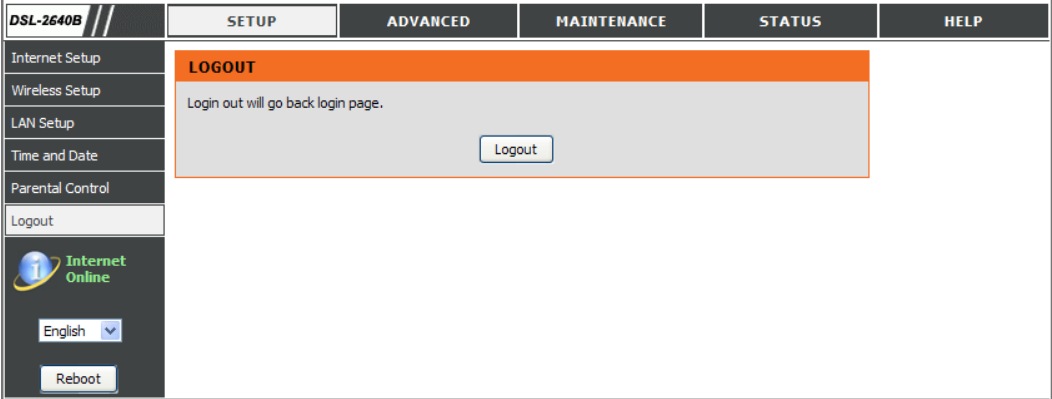 DSL-2640B
SETUP
ADVANCED
MAINTENANCE
STATUS
HELP
Internet Setup
Wireless Setup
LAN Setup
Time and Date
Parental Control
Logout
Internet
Online
English
Reboot
LOGOUT
Login out will go back login page.
Logout